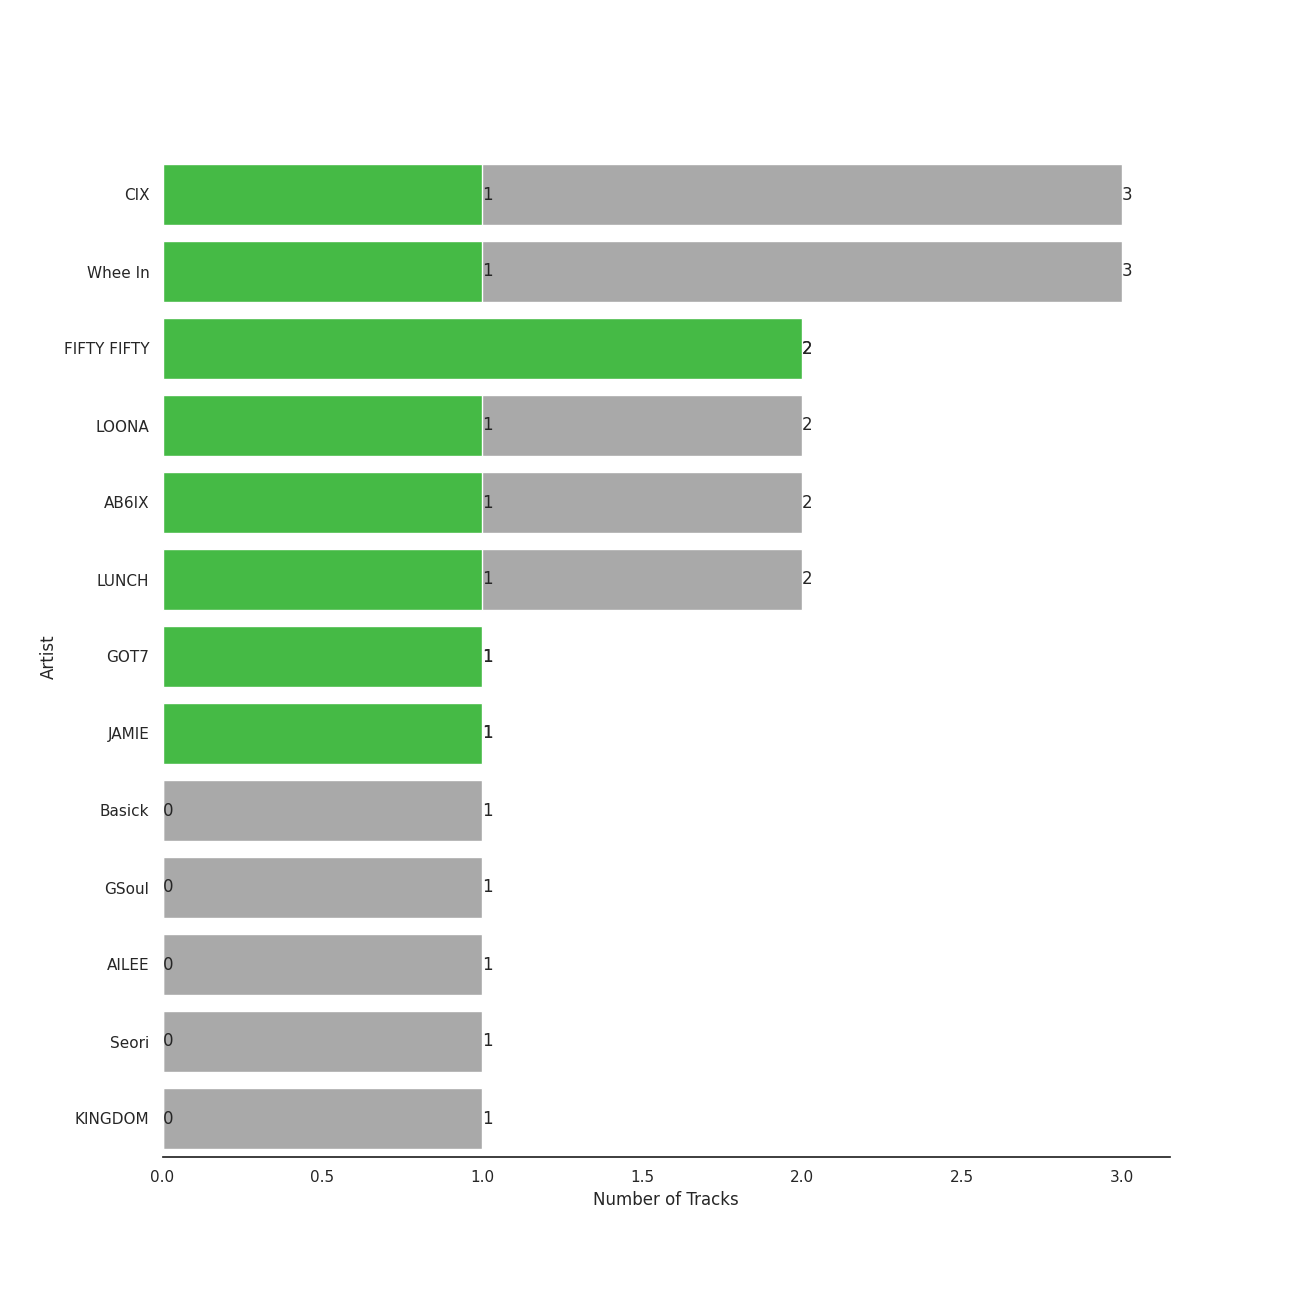 CIX 1 3
Whee In 1 3
FIFTY FIFTY 2
LOONA 1 2
AB6IX 1 2
LUNCH 1 2
GOT7 1
JAMIE 1
Basick 0 1
GSoul 0 1
AILEE 0 1
Seori 0 1
KINGDOM 0 1
Artist
0.0 0.5 1.0 1.5 2.0 2.5 3.0
Number of Tracks